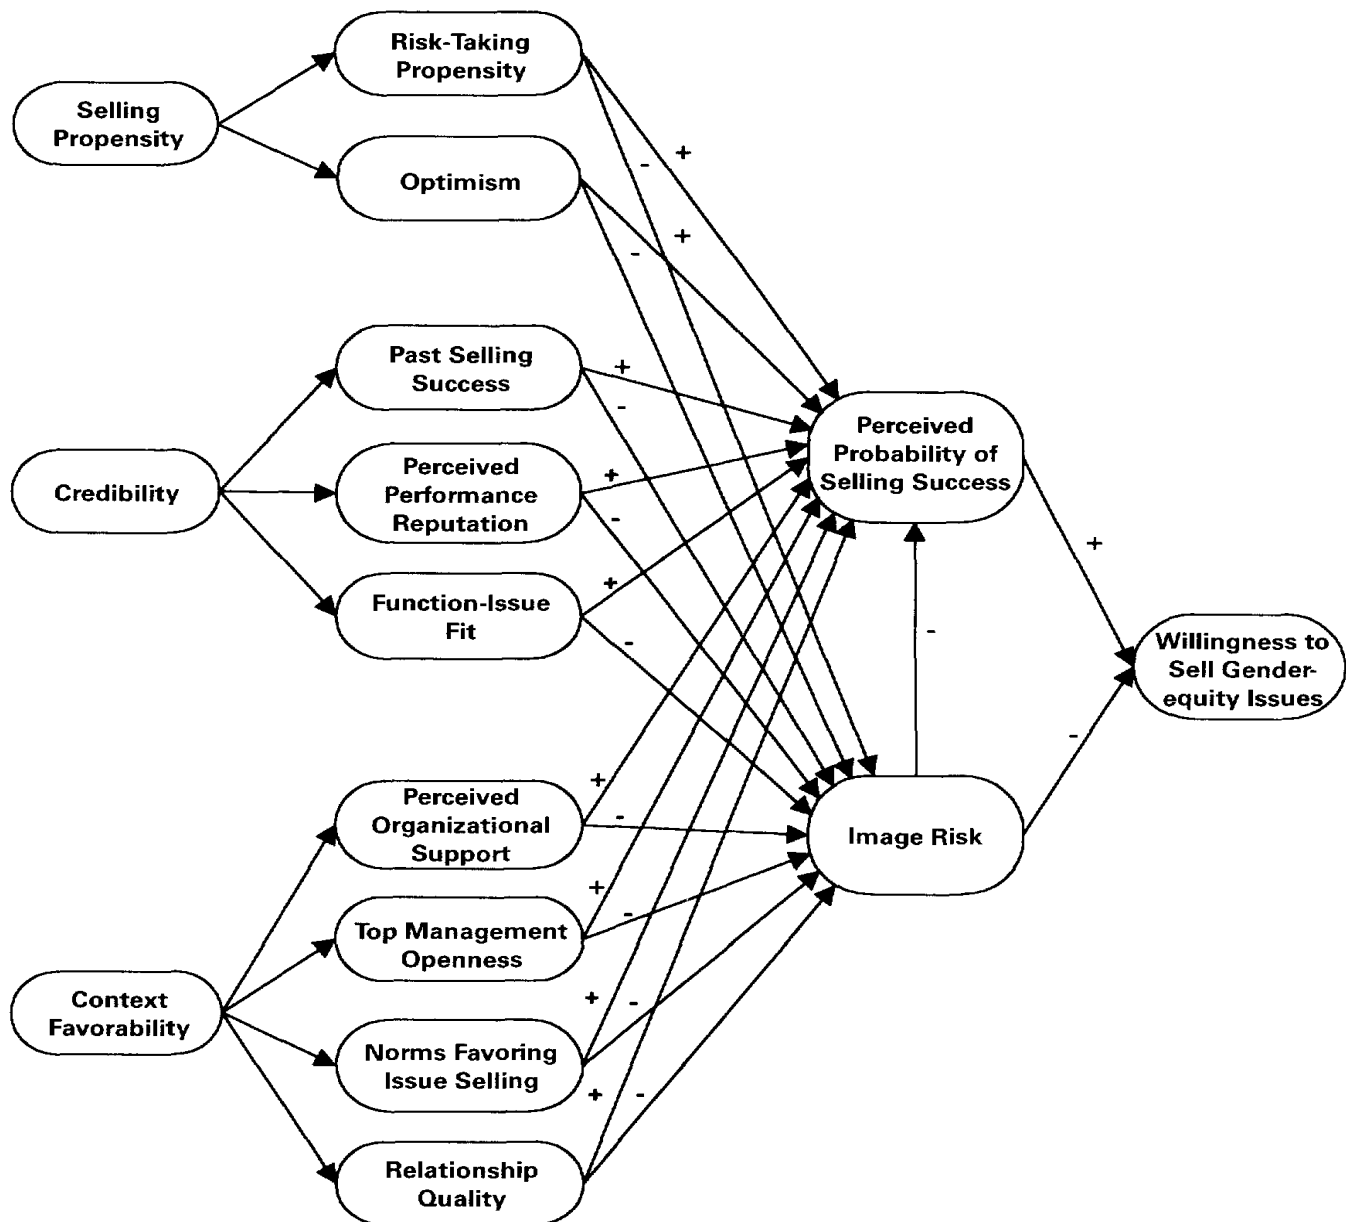 Risk-Taking
Propensity
Selling
Propensity
Optimism
+
-
+
-
Past Selling
Success
+
-
Credibility
Perceived
Performance
Reputation
+
-
Function-Issue
Fit
+
-
Perceived
Probability of
Selling Success
+
-
Willingness to
Sell Gender-
equity Issues
-
Image Risk
Perceived
Organizational
Support
+
-
Top Management
Openness
+
-
Context
Favorability
Norms Favoring
Issue Selling
+
-
Relationship
Quality
+
-